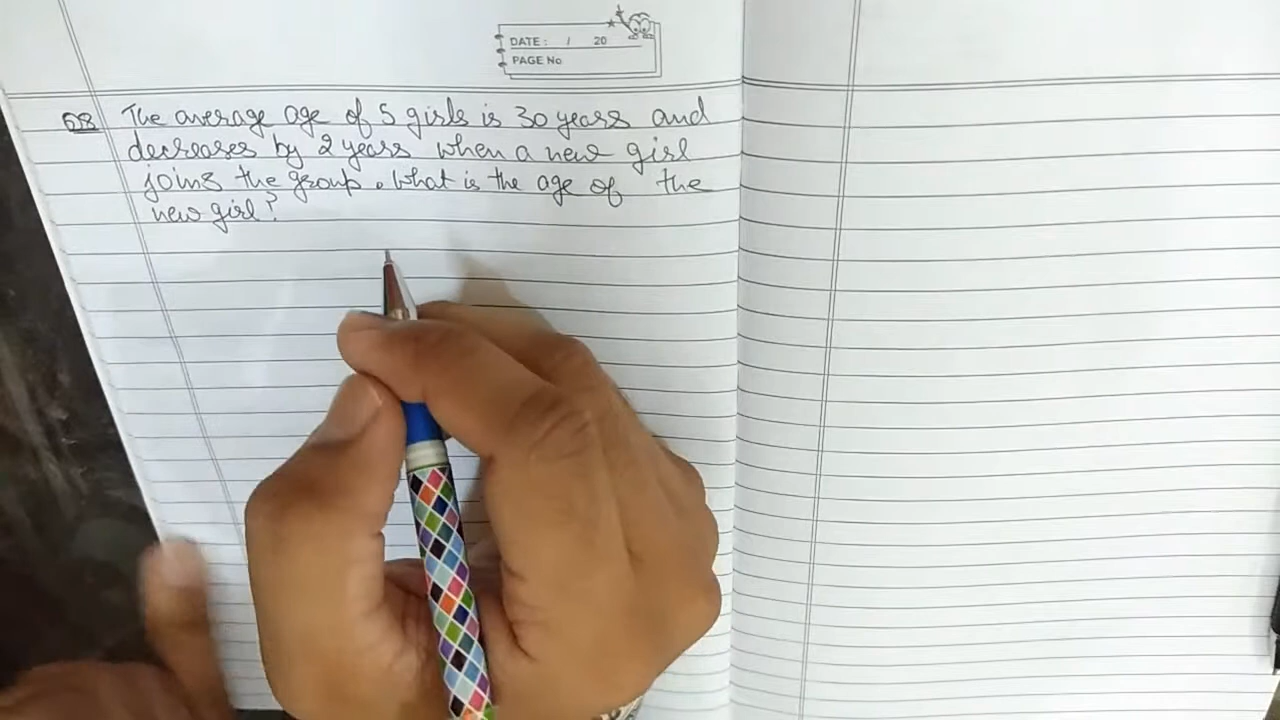 DATE: / 20
PAGE No
Q8 The average age of 5 girls is 30 years and
decreases by 2 years when a new girl
joins the group. What is the age of the
new girl?